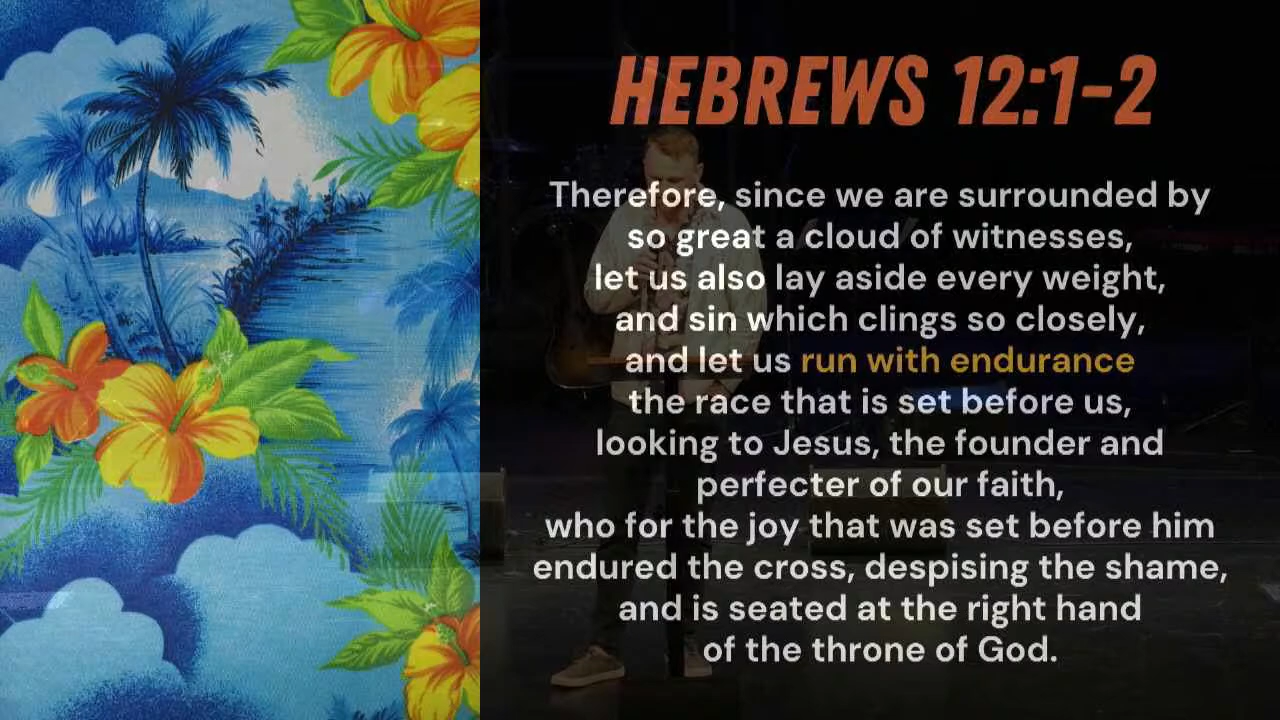 HEBREWS 12:1-2
Therefore, since we are surrounded by
so great a cloud of witnesses,
let us also lay aside every weight,
and sin which clings so closely,
and let us run with endurance
the race that is set before us,
looking to Jesus, the founder and
perfecter of our faith,
who for the joy that was set before him
endured the cross, despising the shame,
and is seated at the right hand
of the throne of God.